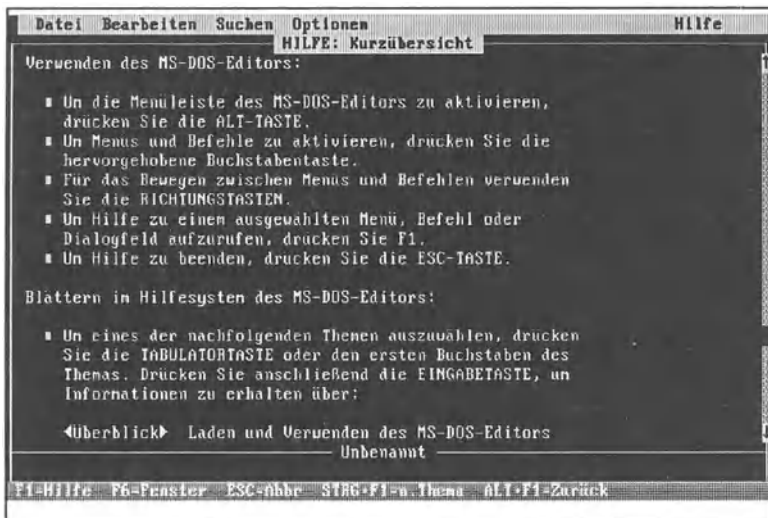 Datei Bearbeiten Suchen Optionen Hilfe
HILFE: Kurzübersicht
Verwenden des MS-DOS-Editors:
Um die Menüleiste des MS-DOS-Editors zu aktivieren,
drücken Sie die ALT-TASTE.
Um Menüs und Befehle zu aktivieren, drücken Sie die
hervorgehobene Buchstabentaste.
Für das Bewegen zwischen Menüs und Befehlen verwenden
Sie die RICHTUNGSTASTEN.
Um Hilfe zu einem ausgewählten Menü, Befehl oder
Dialogfeld aufzurufen, drücken Sie F1.
Um Hilfe zu beenden, drücken Sie die ESC-TASTE.
Blättern im Hilfesystem des MS-DOS-Editors:
Um eines der nachfolgenden Themen auszuwählen, drücken
Sie die TABULATORTASTE oder den ersten Buchstaben des
Themas. Drücken Sie anschließend die EINGABETASTE, um
Informationen zu erhalten über:
◄Überblick► Laden und Verwenden des MS-DOS-Editors
Unbenannt
F1=Hilfe F6=Fenster ESC=Abbr STRG+F1=n.Thema ALT+F1=Zurück